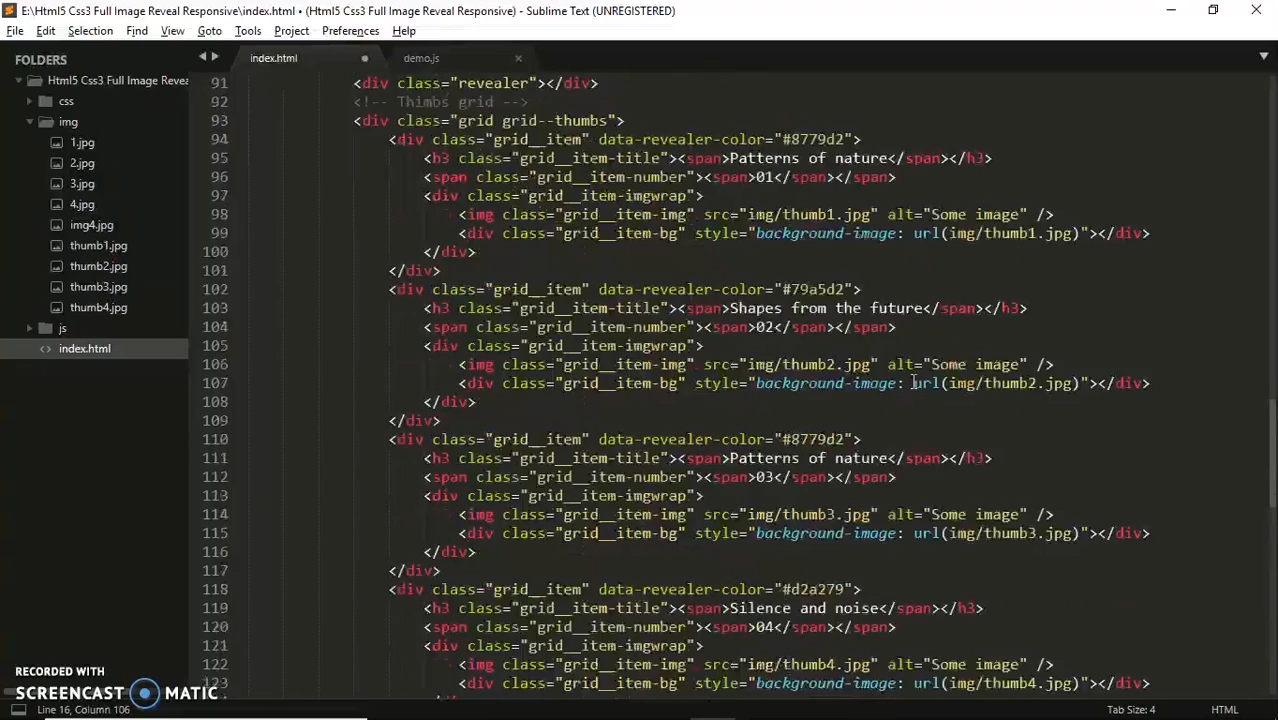 E:\Html5 Css3 Full Image Reveal Responsive\index.html • (Html5 Css3 Full Image Reveal Responsive) - Sublime Text (UNREGISTERED)
File Edit Selection Find View Goto Tools Project Preferences Help
FOLDERS
Html5 Css3 Full Image Revea
css
img
1.jpg
2.jpg
3.jpg
4.jpg
img4.jpg
thumb1.jpg
thumb2.jpg
thumb3.jpg
thumb4.jpg
js
<> index.html
index.html demo.js
91 <div class="revealer"></div>
92 <!-- Thimbs grid -->
93 <div class="grid grid--thumbs">
94 <div class="grid__item" data-revealer-color="#8779d2">
95 <h3 class="grid__item-title"><span>Patterns of nature</span></h3>
96 <span class="grid__item-number"><span>01</span></span>
97 <div class="grid__item-imgwrap">
98 <img class="grid__item-img" src="img/thumb1.jpg" alt="Some image" />
99 <div class="grid__item-bg" style="background-image: url(img/thumb1.jpg)"></div>
100 </div>
101 </div>
102 <div class="grid__item" data-revealer-color="#79a5d2">
103 <h3 class="grid__item-title"><span>Shapes from the future</span></h3>
104 <span class="grid__item-number"><span>02</span></span>
105 <div class="grid__item-imgwrap">
106 <img class="grid__item-img" src="img/thumb2.jpg" alt="Some image" />
107 <div class="grid__item-bg" style="background-image: url(img/thumb2.jpg)"></div>
108 </div>
109 </div>
110 <div class="grid__item" data-revealer-color="#8779d2">
111 <h3 class="grid__item-title"><span>Patterns of nature</span></h3>
112 <span class="grid__item-number"><span>03</span></span>
113 <div class="grid__item-imgwrap">
114 <img class="grid__item-img" src="img/thumb3.jpg" alt="Some image" />
115 <div class="grid__item-bg" style="background-image: url(img/thumb3.jpg)"></div>
116 </div>
117 </div>
118 <div class="grid__item" data-revealer-color="#d2a279">
119 <h3 class="grid__item-title"><span>Silence and noise</span></h3>
120 <span class="grid__item-number"><span>04</span></span>
121 <div class="grid__item-imgwrap">
122 <img class="grid__item-img" src="img/thumb4.jpg" alt="Some image" />
123 <div class="grid__item-bg" style="background-image: url(img/thumb4.jpg)"></div>
RECORDED WITH
SCREENCAST MATIC
Line 16, Column 106 Tab Size: 4 HTML